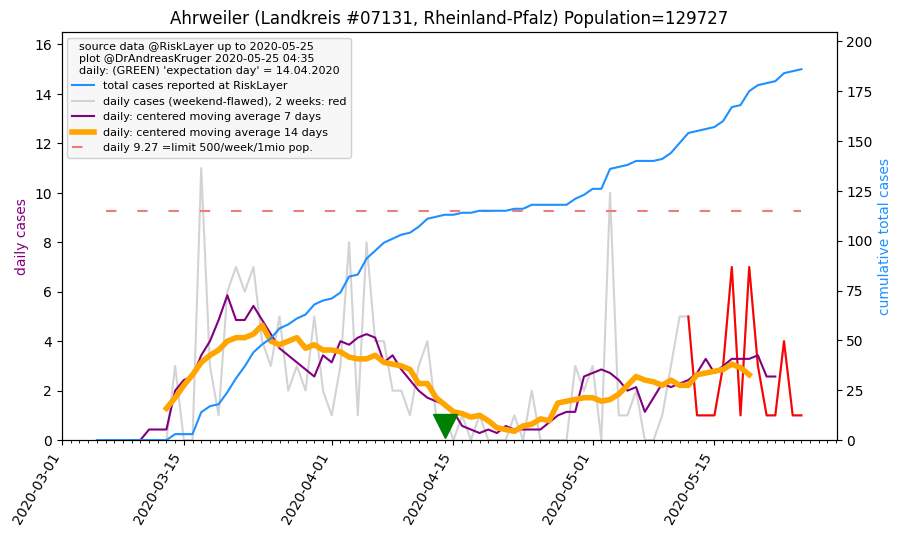 Ahrweiler (Landkreis #07131, Rheinland-Pfalz) Population=129727
source data @RiskLayer up to 2020-05-25
plot @DrAndreasKruger 2020-05-25 04:35
daily: (GREEN) 'expectation day' = 14.04.2020
total cases reported at RiskLayer
daily cases (weekend-flawed), 2 weeks: red
daily: centered moving average 7 days
daily: centered moving average 14 days
daily 9.27 =limit 500/week/1mio pop.
daily cases
16
14
12
10
8
6
4
2
0
cumulative total cases
200
175
150
125
100
75
50
25
0
2020-03-01
2020-03-15
2020-04-01
2020-04-15
2020-05-01
2020-05-15